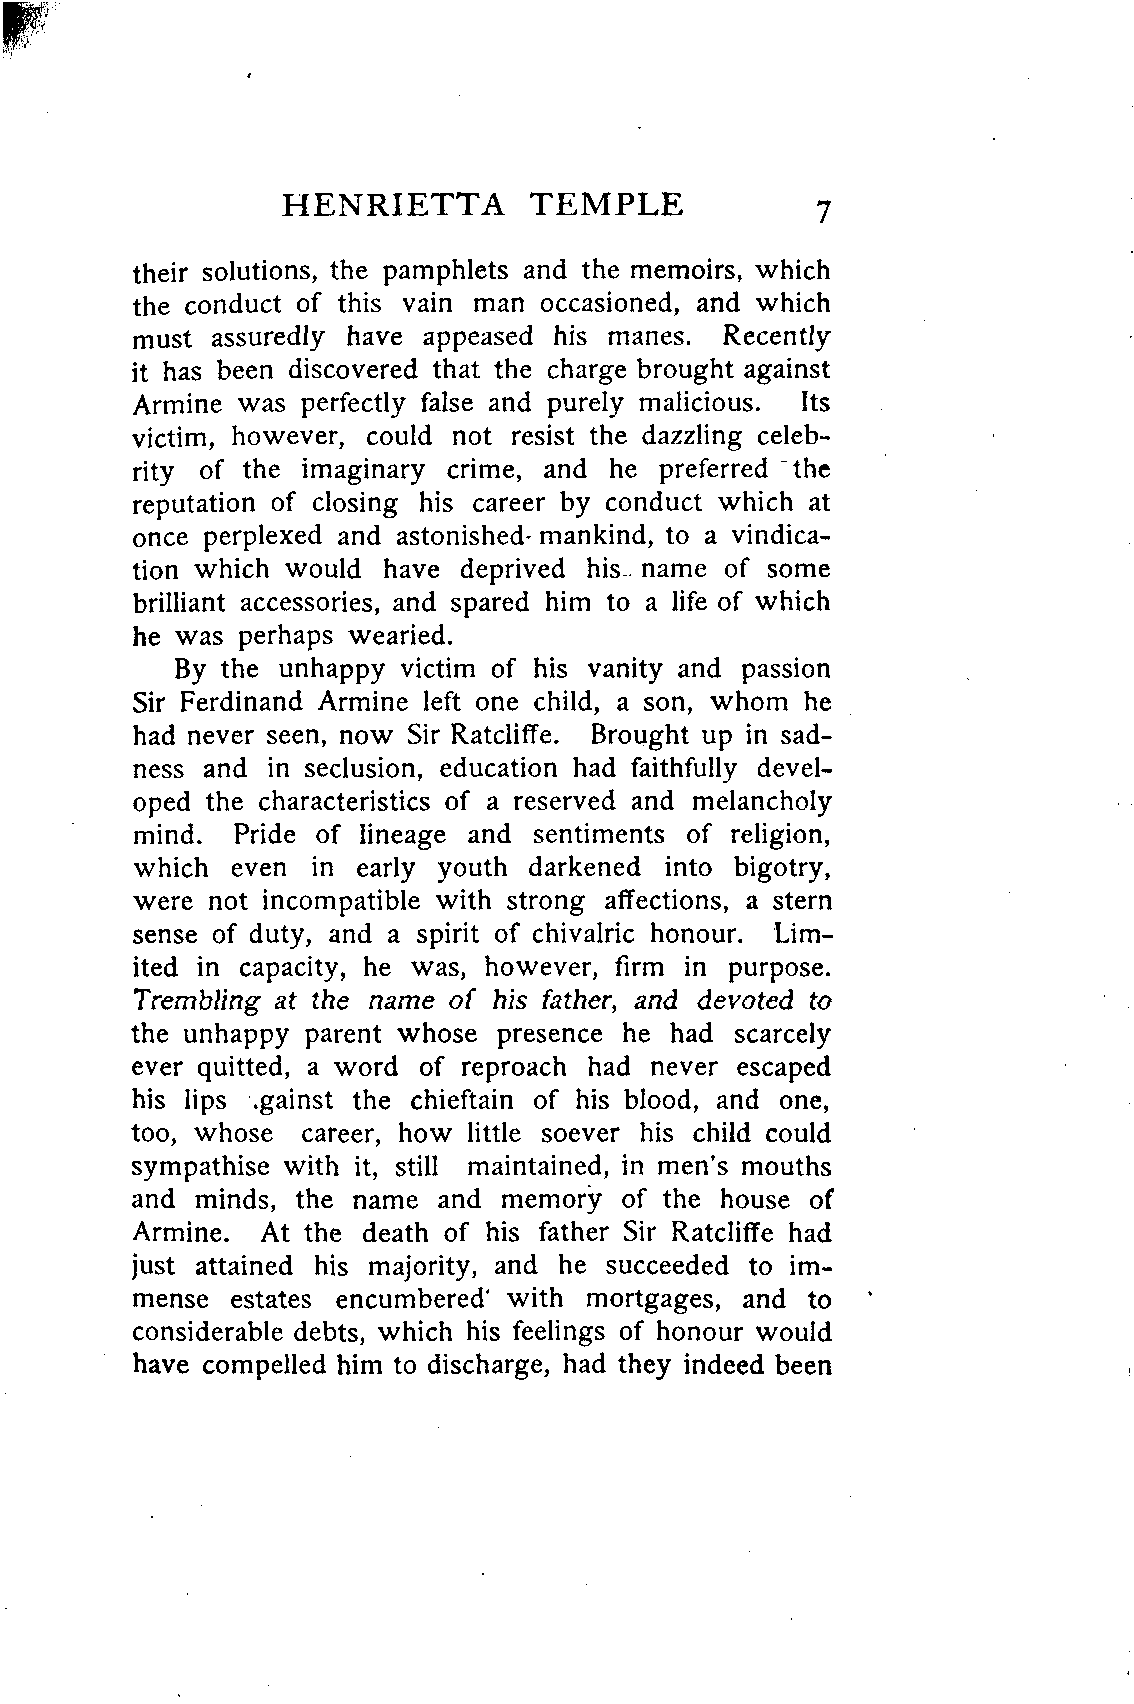 HENRIETTA TEMPLE 7
their solutions, the pamphlets and the memoirs, which
the conduct of this vain man occasioned, and which
must assuredly have appeased his manes. Recently
it has been discovered that the charge brought against
Armine was perfectly false and purely malicious. Its
victim, however, could not resist the dazzling celeb-
rity of the imaginary crime, and he preferred the
reputation of closing his career by conduct which at
once perplexed and astonished mankind, to a vindica-
tion which would have deprived his name of some
brilliant accessories, and spared him to a life of which
he was perhaps wearied.
By the unhappy victim of his vanity and passion
Sir Ferdinand Armine left one child, a son, whom he
had never seen, now Sir Ratcliffe. Brought up in sad-
ness and in seclusion, education had faithfully devel-
oped the characteristics of a reserved and melancholy
mind. Pride of lineage and sentiments of religion,
which even in early youth darkened into bigotry,
were not incompatible with strong affections, a stern
sense of duty, and a spirit of chivalric honour. Lim-
ited in capacity, he was, however, firm in purpose.
Trembling at the name of his father, and devoted to
the unhappy parent whose presence he had scarcely
ever quitted, a word of reproach had never escaped
his lips .gainst the chieftain of his blood, and one,
too, whose career, how little soever his child could
sympathise with it, still maintained, in men's mouths
and minds, the name and memory of the house of
Armine. At the death of his father Sir Ratcliffe had
just attained his majority, and he succeeded to im-
mense estates encumbered with mortgages, and to
considerable debts, which his feelings of honour would
have compelled him to discharge, had they indeed been